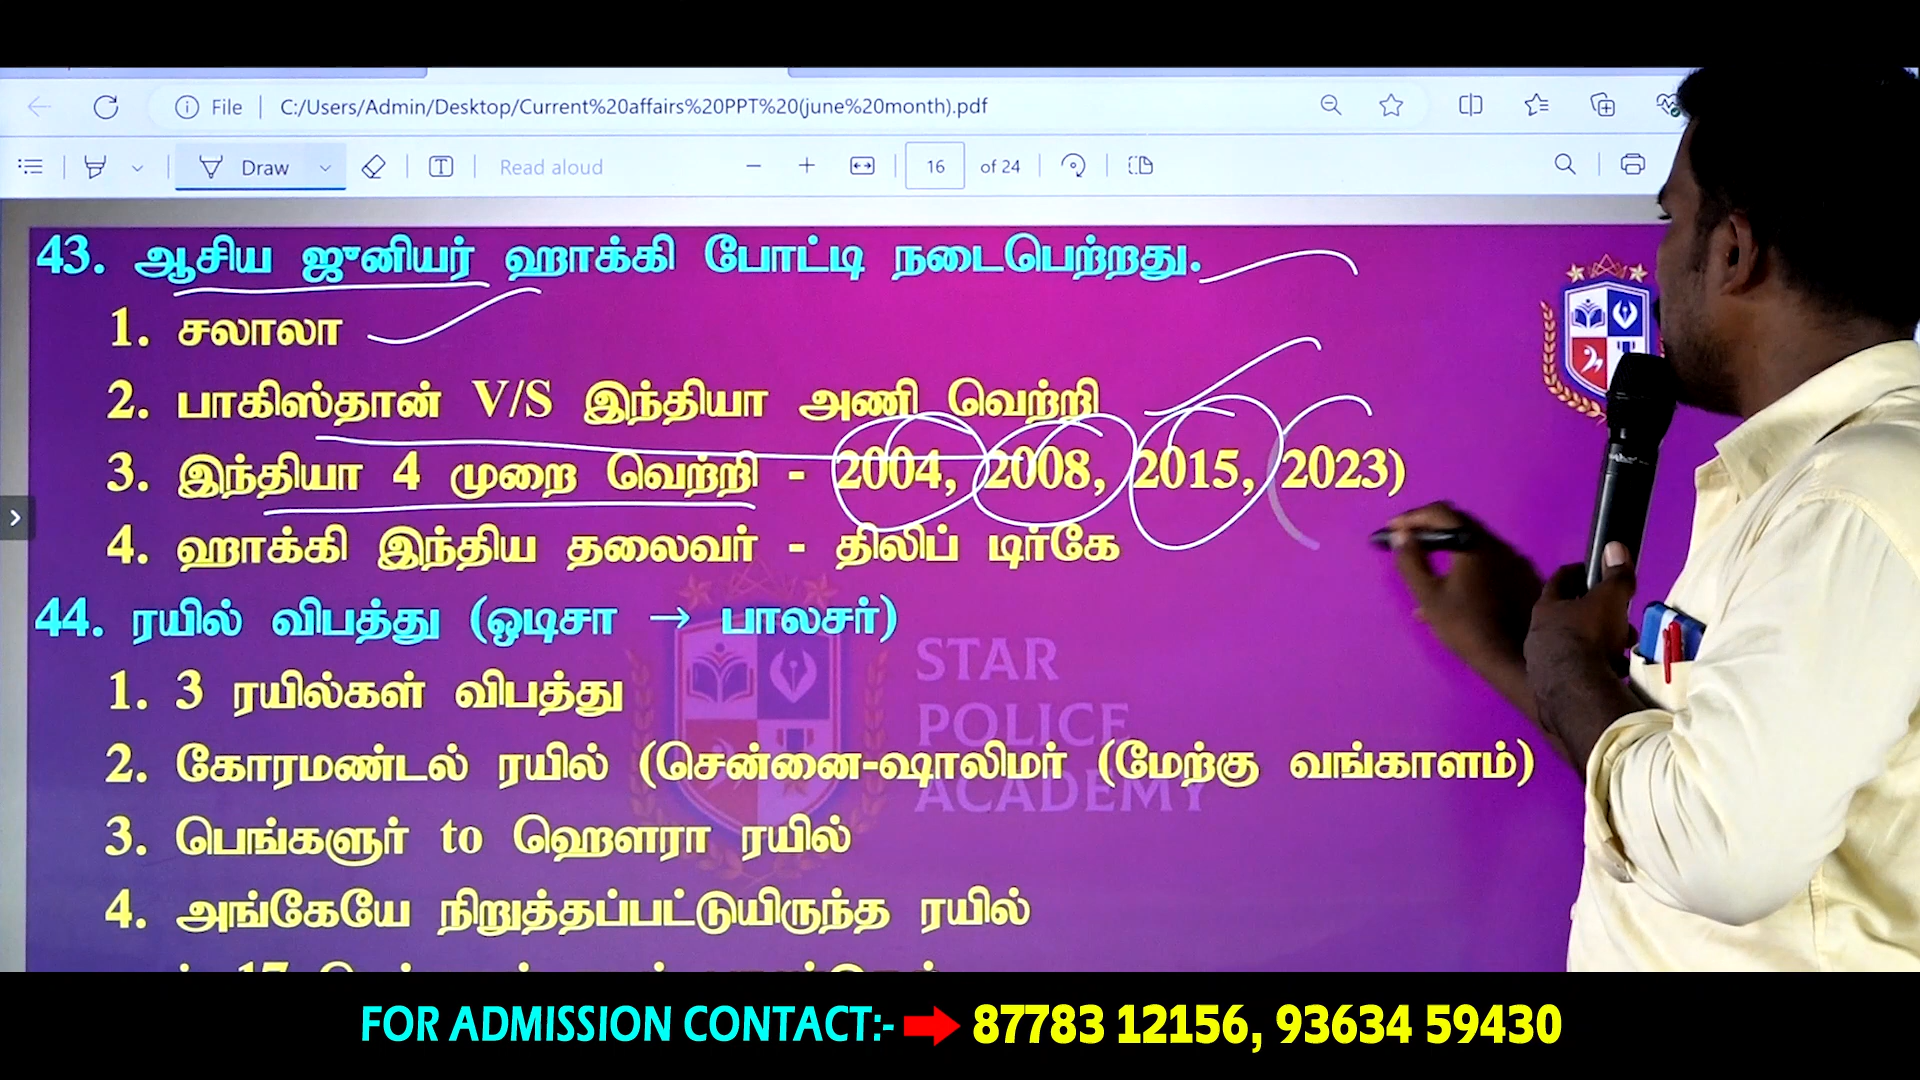 File | C:/Users/Admin/Desktop/Current%20affairs%20PPT%20(june%20month).pdf
Draw Read aloud 16 of 24
43. ஆசிய ஜுனியர் ஹாக்கி போட்டி நடைபெற்றது.
1. சலாலா
2. பாகிஸ்தான் V/S இந்தியா அணி வெற்றி
3. இந்தியா 4 முறை வெற்றி - 2004, 2008, 2015, 2023)
4. ஹாக்கி இந்திய தலைவர் - திலிப் டிர்கே
44. ரயில் விபத்து (ஒடிசா → பாலசர்)
1. 3 ரயில்கள் விபத்து
2. கோரமண்டல் ரயில் (சென்னை-ஷாலிமர் (மேற்கு வங்காளம்)
3. பெங்களுர் to ஹௌரா ரயில்
4. அங்கேயே நிறுத்தப்பட்டுயிருந்த ரயில்
STAR
POLICE
ACADEMY
FOR ADMISSION CONTACT:- 87783 12156, 93634 59430